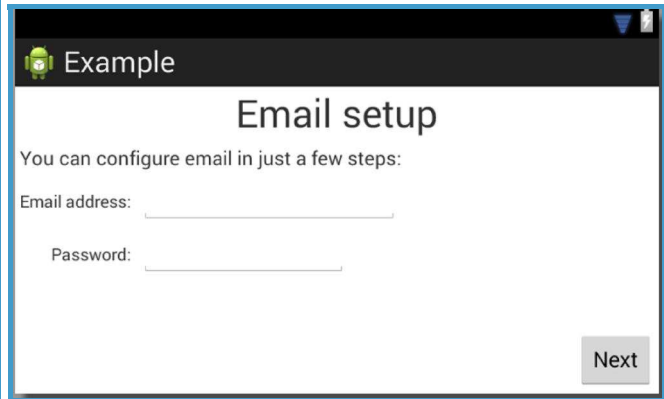 Example
Email setup
You can configure email in just a few steps:
Email address:
Password:
Next